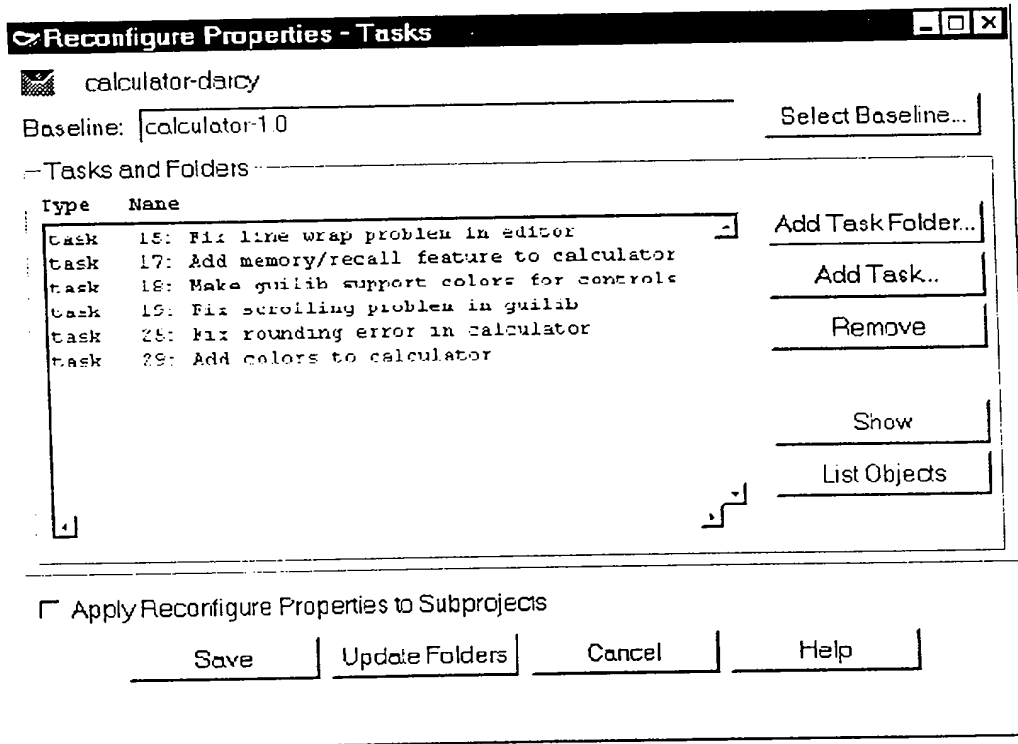 Reconfigure Properties - Tasks
calculator-darcy
Baseline: calculator-1.0
Select Baseline...
Tasks and Folders
Type Name
task 15: Fix line wrap problem in editor
task 17: Add memory/recall feature to calculator
task 18: Make guilib support colors for controls
task 19: Fix scrolling problem in guilib
task 25: Fix rounding error in calculator
task 29: Add colors to calculator
Add Task Folder...
Add Task...
Remove
Show
List Objects
Apply Reconfigure Properties to Subprojects
Save
Update Folders
Cancel
Help